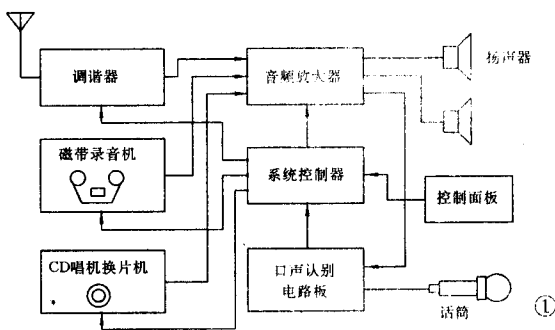 调谐器
音频放大器
扬声器
磁带录音机
系统控制器
控制面板
CD唱机换片机
口声认别
电路板
话筒
①